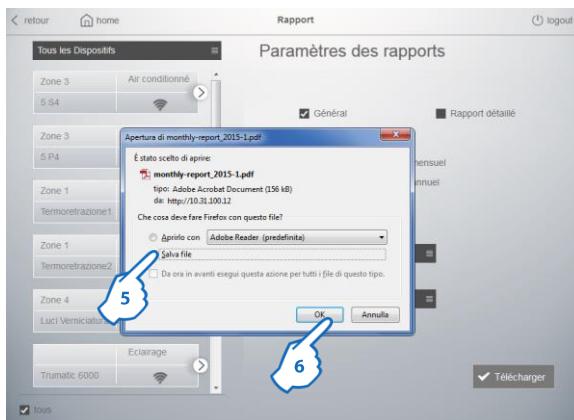 retour
home
Rapport
logout
Tous les Dispositifs
Paramètres des rapports
Zone 3
Air conditionné
5 S4
Général
Rapport détaillé
Zone 3
5 P4
Apertura di monthly-report_2015-1.pdf
É stato scelto di aprire:
monthly-report_2015-1.pdf
tipo: Adobe Acrobat Document (156 kB)
da: http://10.31.100.12
Che cosa deve fare Firefox con questo file?
Aprirlo con Adobe Reader (predefinita)
Salva file
Da ora in avanti esegui questa azione per tutti i file di questo tipo.
OK
Annulla
Zone 1
Termoretrazione1
Zone 1
Termoretrazione2
Zone 4
Luci Verniciatura
5
6
Eclairage
Trumatic 6000
Télécharger
tous